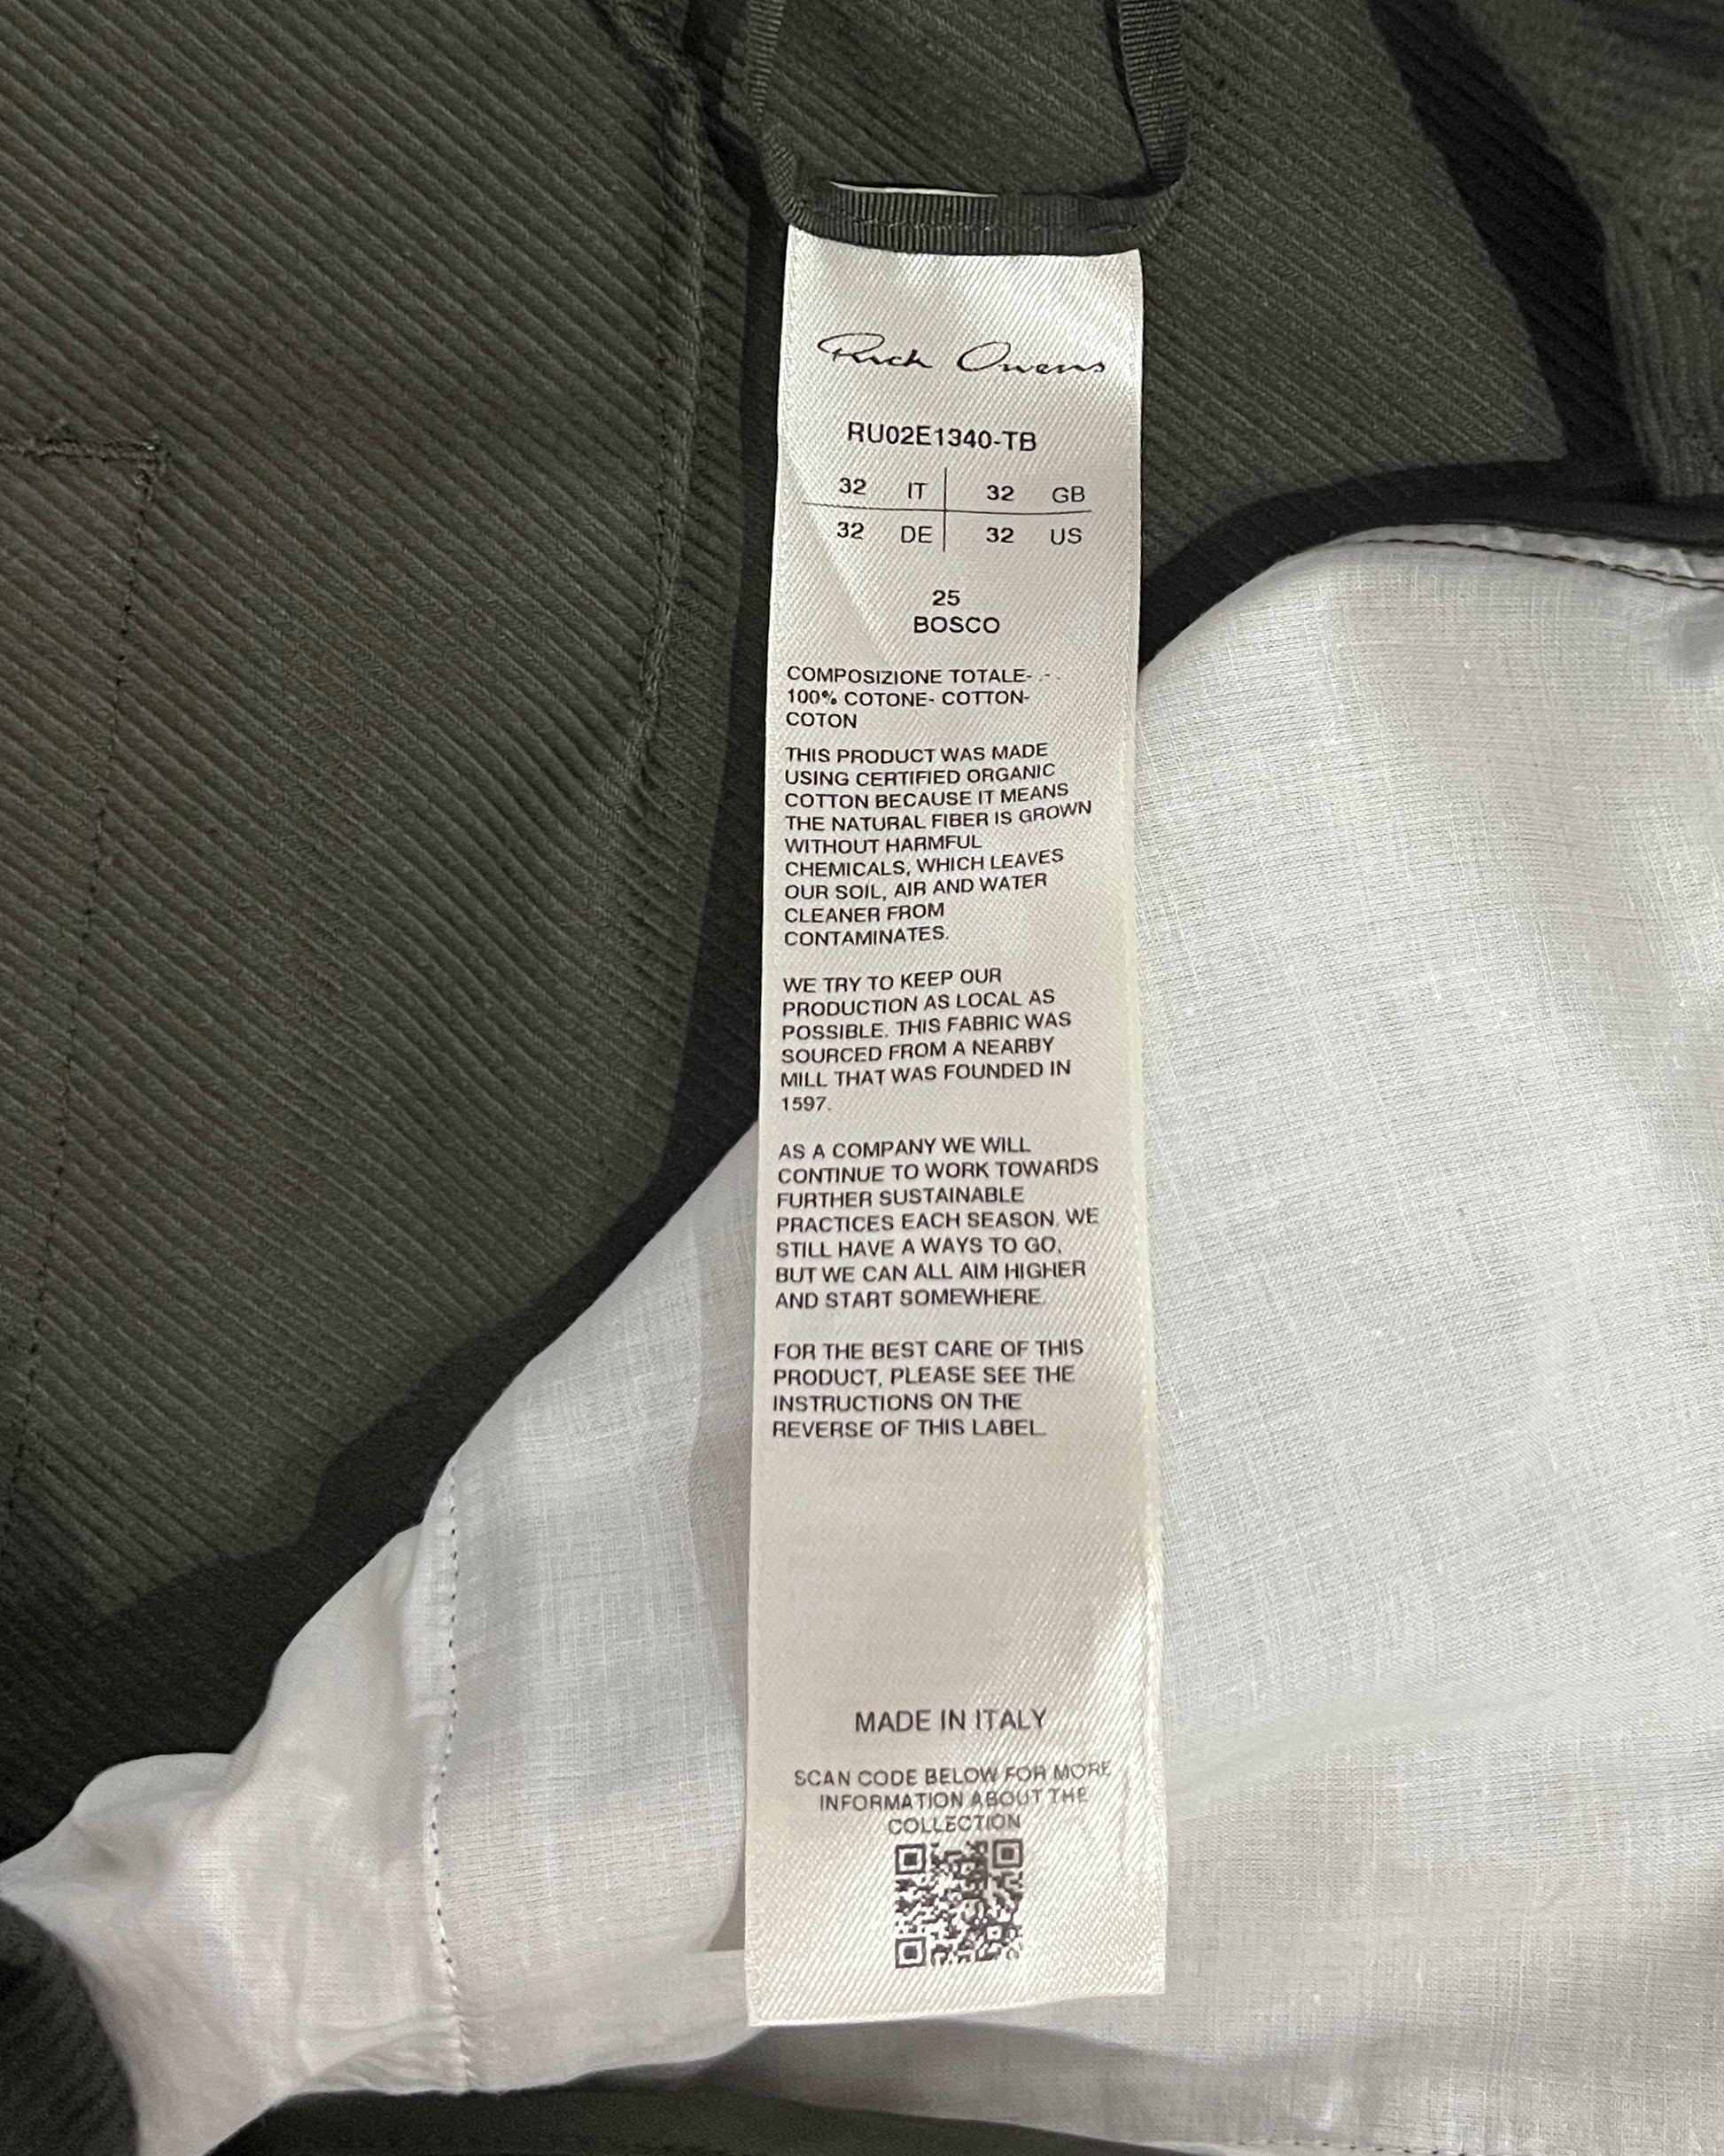 Rick Owens
RU02E1340-TB
32 IT 32 GB
32 DE 32 US
25
BOSCO
COMPOSIZIONE TOTALE- .-
100% COTONE- COTTON-
COTON
THIS PRODUCT WAS MADE
USING CERTIFIED ORGANIC
COTTON BECAUSE IT MEANS
THE NATURAL FIBER IS GROWN
WITHOUT HARMFUL
CHEMICALS, WHICH LEAVES
OUR SOIL, AIR AND WATER
CLEANER FROM
CONTAMINATES.
WE TRY TO KEEP OUR
PRODUCTION AS LOCAL AS
POSSIBLE. THIS FABRIC WAS
SOURCED FROM A NEARBY
MILL THAT WAS FOUNDED IN
1597.
AS A COMPANY WE WILL
CONTINUE TO WORK TOWARDS
FURTHER SUSTAINABLE
PRACTICES EACH SEASON. WE
STILL HAVE A WAYS TO GO,
BUT WE CAN ALL AIM HIGHER
AND START SOMEWHERE.
FOR THE BEST CARE OF THIS
PRODUCT, PLEASE SEE THE
INSTRUCTIONS ON THE
REVERSE OF THIS LABEL.
MADE IN ITALY
SCAN CODE BELOW FOR MORE
INFORMATION ABOUT THE
COLLECTION